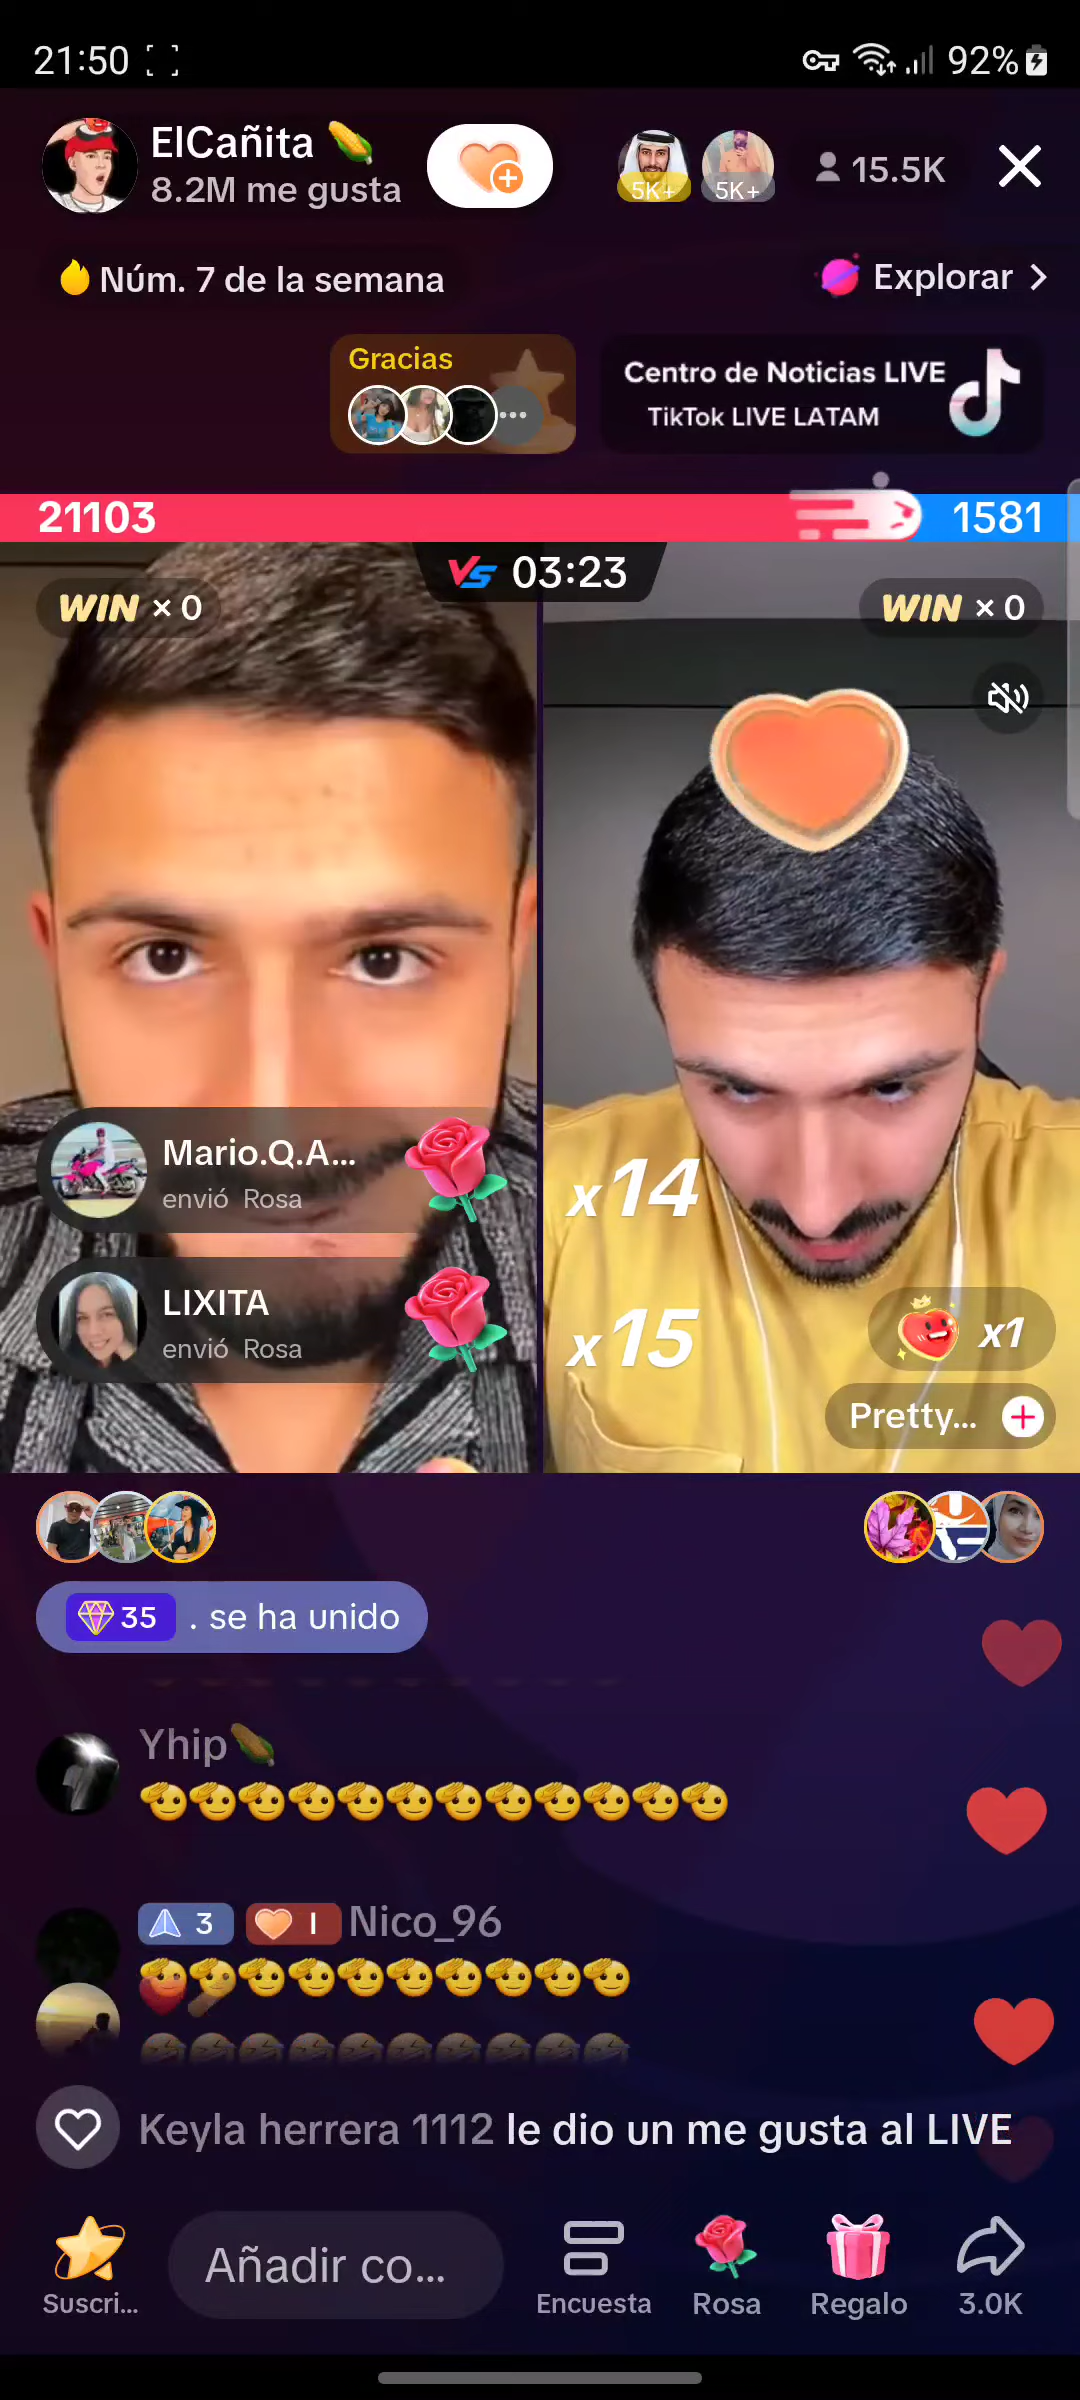 21:50
92%
ElCañita 🌽
8.2M me gusta
5K+
5K+
15.5K
Núm. 7 de la semana
Explorar
Gracias
Centro de Noticias LIVE
TikTok LIVE LATAM
21103
1581
VS 03:23
WIN × 0
WIN × 0
Mario.Q.A...
envió Rosa
x14
LIXITA
envió Rosa
x15
x1
Pretty...
35 . se ha unido
Yhip🌽
🫡🫡🫡🫡🫡🫡🫡🫡🫡🫡🫡🫡
3 I Nico_96
🫡🫡🫡🫡🫡🫡🫡🫡🫡🫡
Keyla herrera 1112 le dio un me gusta al LIVE
Añadir co...
Suscri...
Encuesta
Rosa
Regalo
3.0K